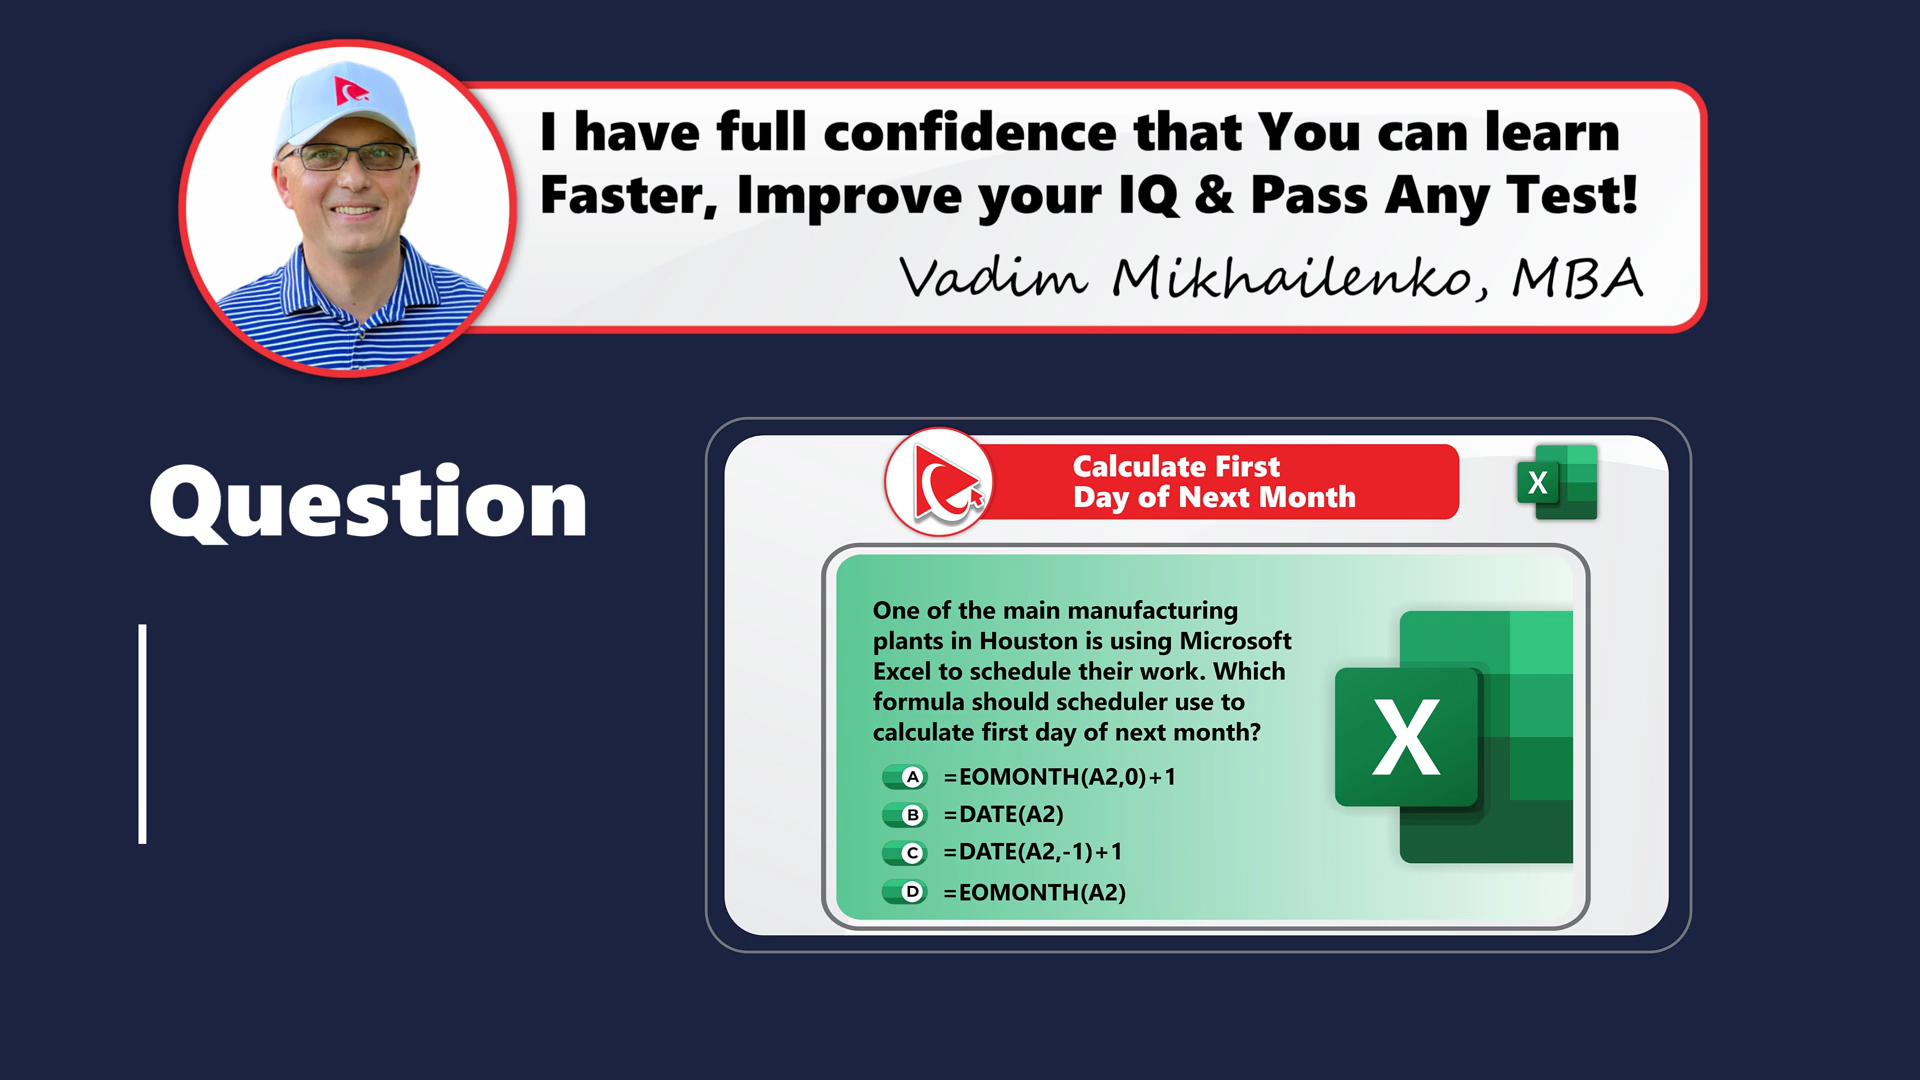 I have full confidence that You can learn
Faster, Improve your IQ & Pass Any Test!
Vadim Mikhailenko, MBA
Question
Calculate First
Day of Next Month
X
One of the main manufacturing
plants in Houston is using Microsoft
Excel to schedule their work. Which
formula should scheduler use to
calculate first day of next month?
A =EOMONTH(A2,0)+1
B =DATE(A2)
C =DATE(A2,-1)+1
D =EOMONTH(A2)
X